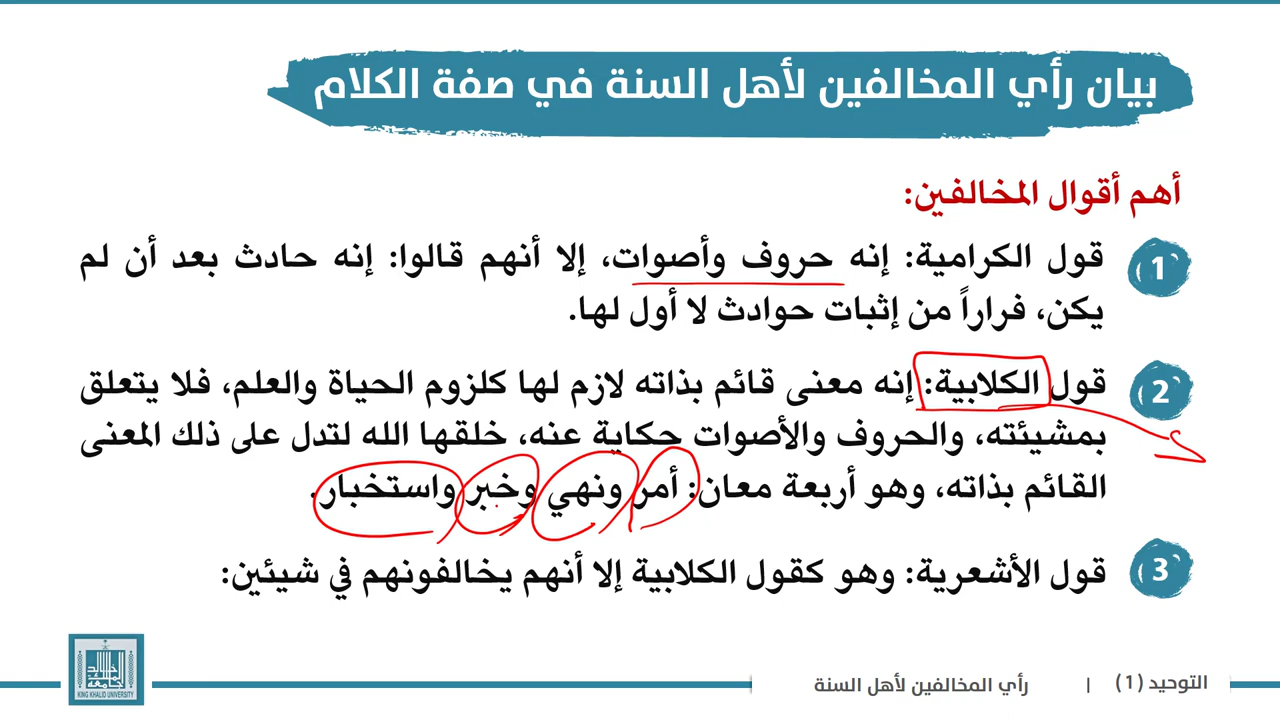 بيان رأي المخالفين لأهل السنة في صفة الكلام
أهم أقوال المخالفين:
1 قول الكرامية: إنه حروف وأصوات، إلا أنهم قالوا: إنه حادث بعد أن لم
يكن، فراراً من إثبات حوادث لا أول لها.
2 قول الكلابية: إنه معنى قائم بذاته لازم لها كلزوم الحياة والعلم، فلا يتعلق
بمشيئته، والحروف والأصوات حكاية عنه، خلقها الله لتدل على ذلك المعنى
القائم بذاته، وهو أربعة معان: أمر ونهي وخبر واستخبار.
3 قول الأشعرية: وهو كقول الكلابية إلا أنهم يخالفونهم في شيئين:
جامعة الملك خالد
KING KHALID UNIVERSITY
التوحيد (1) | رأي المخالفين لأهل السنة